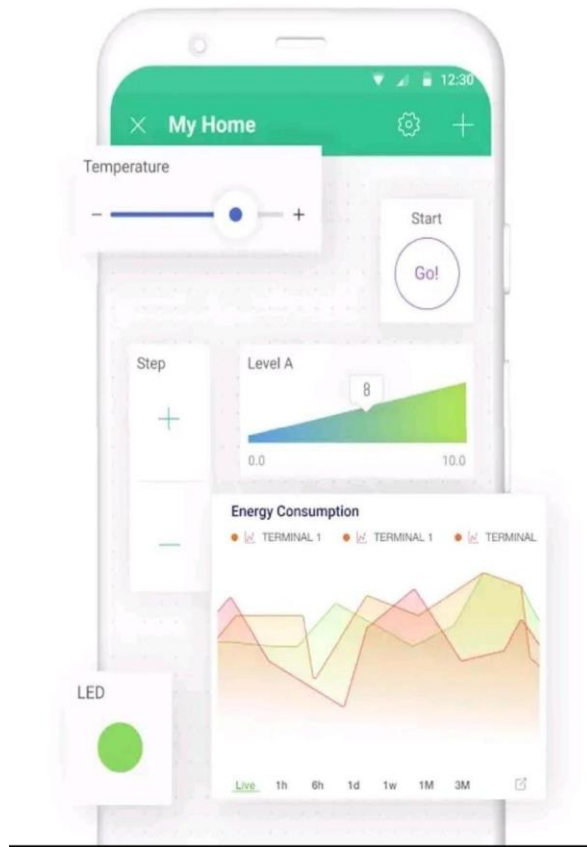 12:30
My Home
Temperature
- +
Start
Go!
Step
+
-
Level A
8
0.0 10.0
Energy Consumption
TERMINAL 1 TERMINAL 1 TERMINAL
LED
Live 1h 6h 1d 1w 1M 3M